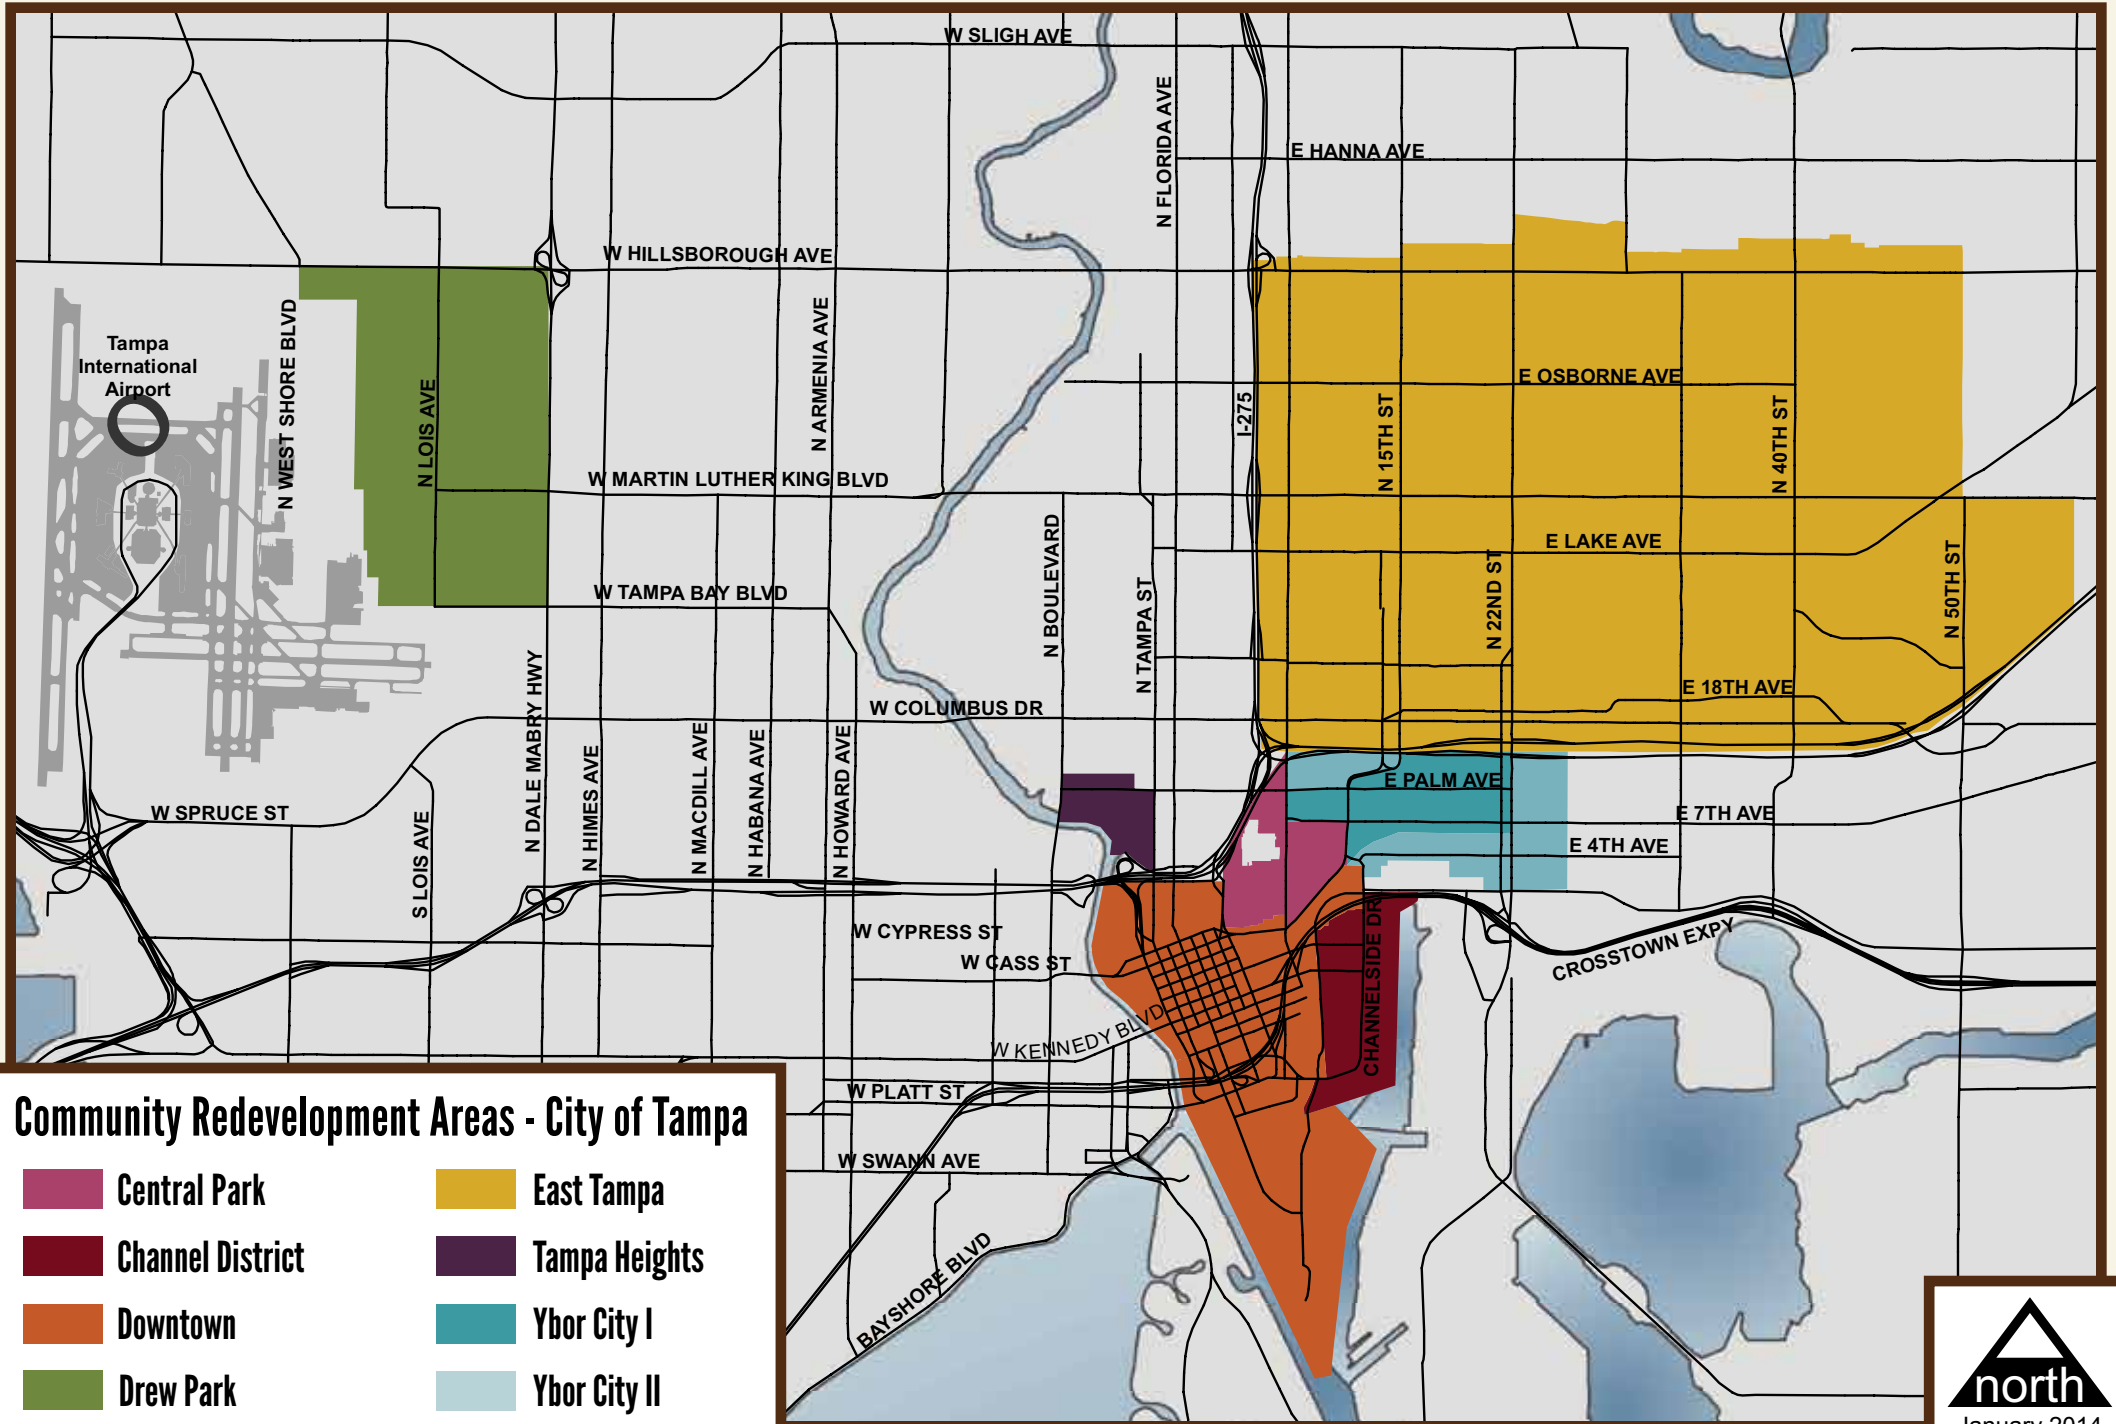 W SLIGH AVE
N FLORIDA AVE
E HANNA AVE
W HILLSBOROUGH AVE
Tampa
International
Airport
N WEST SHORE BLVD
N LOIS AVE
N ARMENIA AVE
I-275
N 15TH ST
E OSBORNE AVE
N 40TH ST
W MARTIN LUTHER KING BLVD
N BOULEVARD
N TAMPA ST
E LAKE AVE
N 22ND ST
N 50TH ST
W TAMPA BAY BLVD
E 18TH AVE
W COLUMBUS DR
N DALE MABRY HWY
N HIMES AVE
N MACDILL AVE
N HABANA AVE
N HOWARD AVE
E PALM AVE
W SPRUCE ST
S LOIS AVE
E 7TH AVE
E 4TH AVE
W CYPRESS ST
W CASS ST
CHANNELSIDE DR
CROSSTOWN EXPY
W KENNEDY BLVD
W PLATT ST
W SWANN AVE
BAYSHORE BLVD
Community Redevelopment Areas - City of Tampa
Central Park
East Tampa
Channel District
Tampa Heights
Downtown
Ybor City I
Drew Park
Ybor City II
north
January 2014